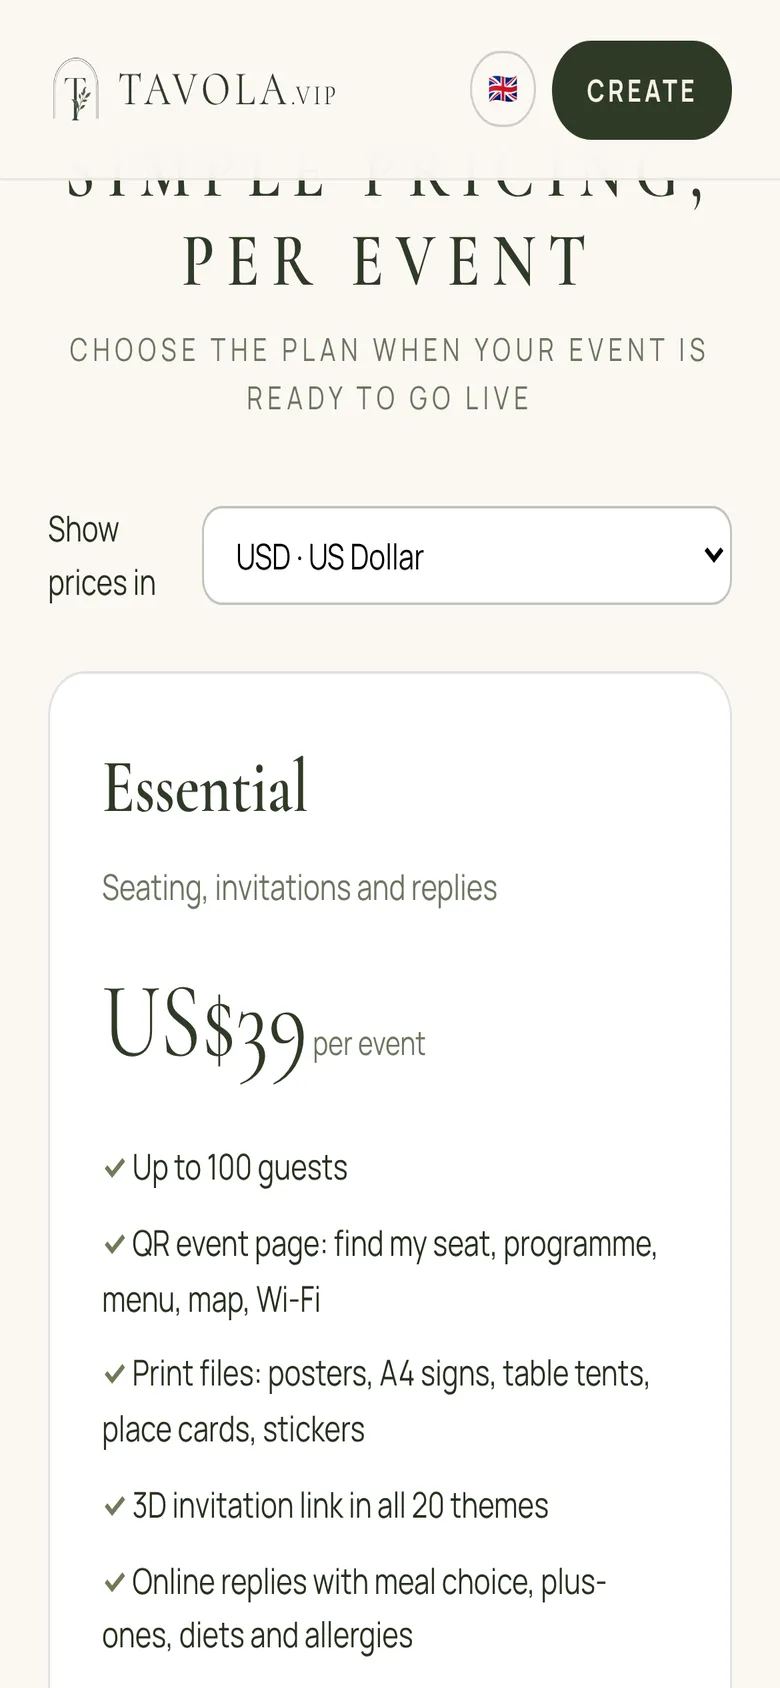 TAVOLA.VIP
CREATE
SIMPLE PRICING,
PER EVENT
CHOOSE THE PLAN WHEN YOUR EVENT IS
READY TO GO LIVE
Show
prices in
USD · US Dollar
Essential
Seating, invitations and replies
US$39 per event
✓ Up to 100 guests
✓ QR event page: find my seat, programme,
menu, map, Wi-Fi
✓ Print files: posters, A4 signs, table tents,
place cards, stickers
✓ 3D invitation link in all 20 themes
✓ Online replies with meal choice, plus-
ones, diets and allergies